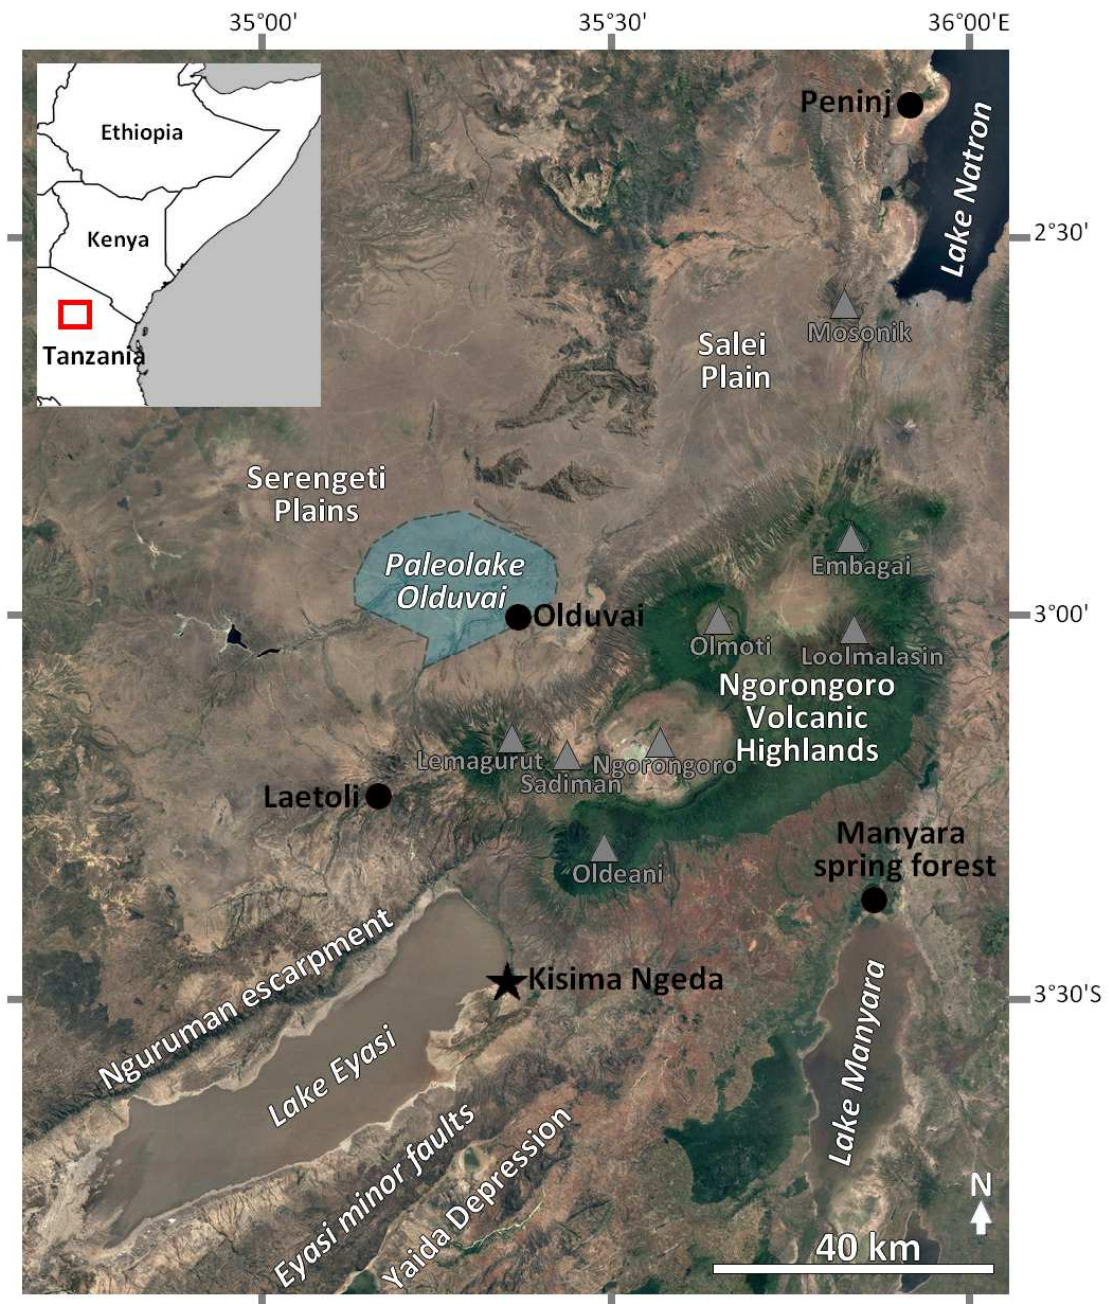 35°00'
35°30'
36°00'E
Ethiopia
Kenya
Tanzania
Peninj
Lake Natron
2°30'
Mosonik
Salei
Plain
Serengeti
Plains
Paleolake
Olduvai
Olduvai
Embagai
3°00'
Olmoti
Loolmalasin
Ngorongoro
Volcanic
Highlands
Lemagurut
Sadiman
Ngorongoro
Laetoli
Oldeani
Manyara
spring forest
Nguruman escarpment
Kisima Ngeda
3°30'S
Lake Eyasi
Lake Manyara
Eyasi minor faults
Yaida Depression
N
40 km